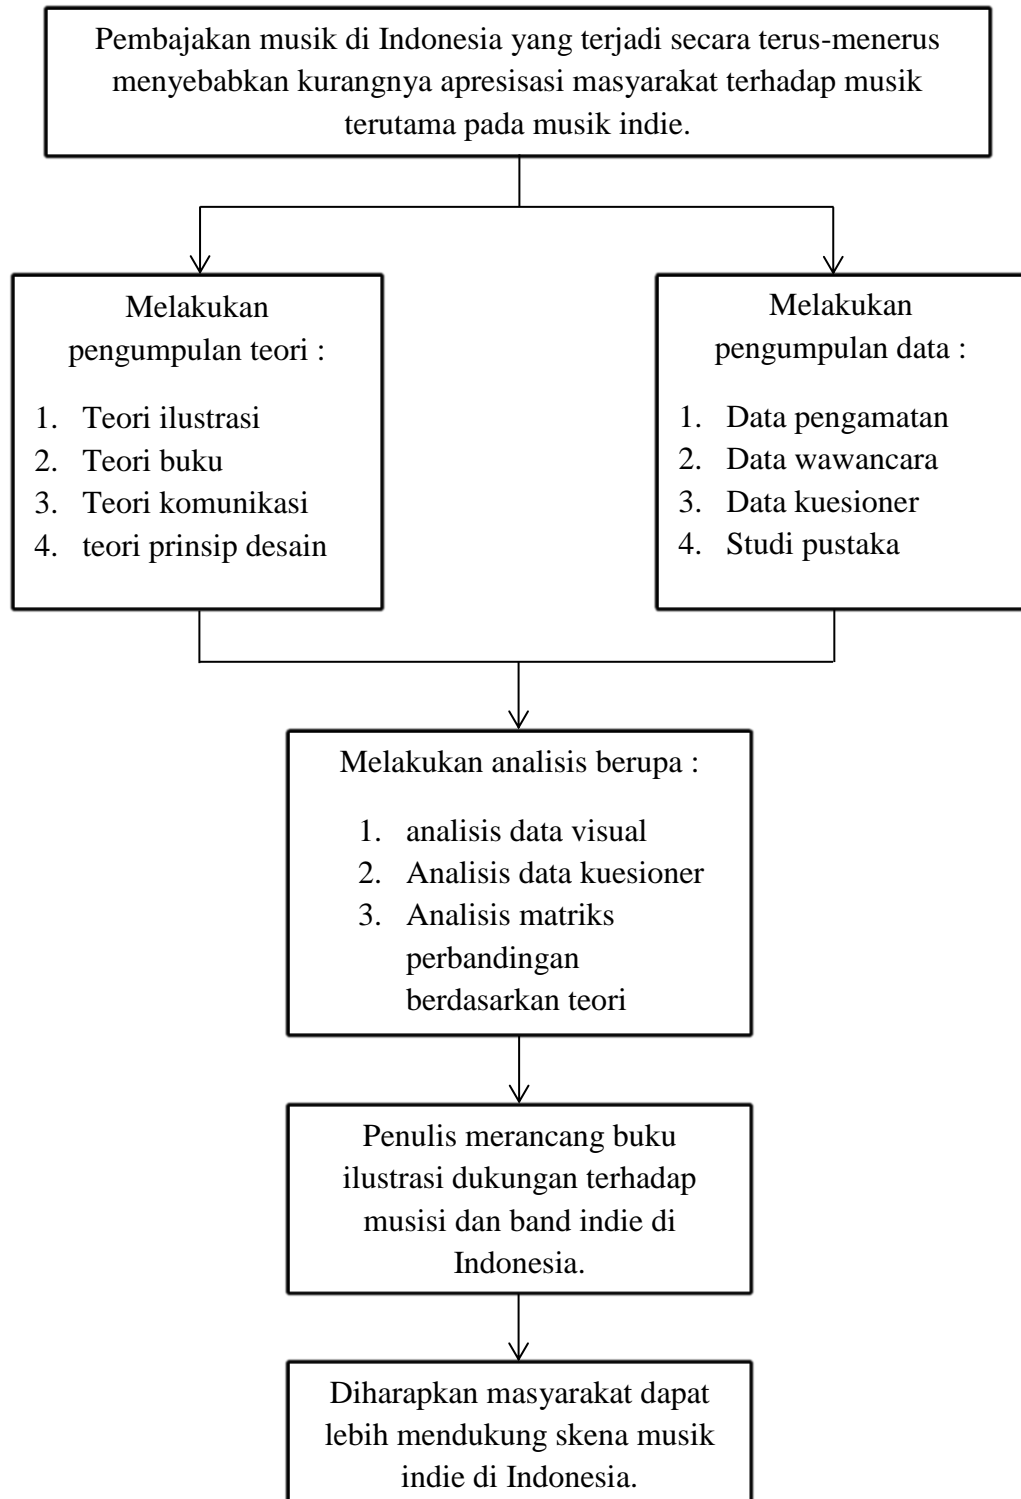 Pembajakan musik di Indonesia yang terjadi secara terus-menerus
menyebabkan kurangnya apresisasi masyarakat terhadap musik
terutama pada musik indie.
Melakukan
pengumpulan teori :
1. Teori ilustrasi
2. Teori buku
3. Teori komunikasi
4. teori prinsip desain
Melakukan
pengumpulan data :
1. Data pengamatan
2. Data wawancara
3. Data kuesioner
4. Studi pustaka
Melakukan analisis berupa :
1. analisis data visual
2. Analisis data kuesioner
3. Analisis matriks
perbandingan
berdasarkan teori
Penulis merancang buku
ilustrasi dukungan terhadap
musisi dan band indie di
Indonesia.
Diharapkan masyarakat dapat
lebih mendukung skena musik
indie di Indonesia.